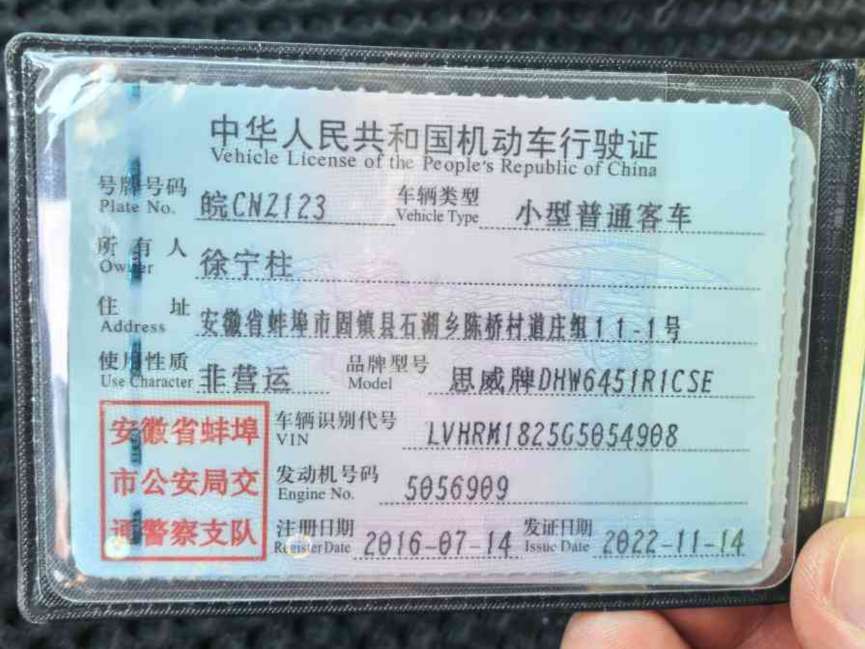 中华人民共和国机动车行驶证
Vehicle License of the People's Republic of China
号牌号码 皖CNZ123 车辆类型 小型普通客车
Plate No. Vehicle Type
所有人 徐宁柱
Owner
住址 安徽省蚌埠市固镇县石湖乡陈桥村道庄组11-1号
Address
使用性质 非营运 品牌型号 思威牌DHW6451R1CSE
Use Character Model
车辆识别代号 LVHRM1825G5054908
VIN
发动机号码 5056909
Engine No.
注册日期 2016-07-14 发证日期 2022-11-14
Register Date Issue Date
安徽省蚌埠
市公安局交
通警察支队